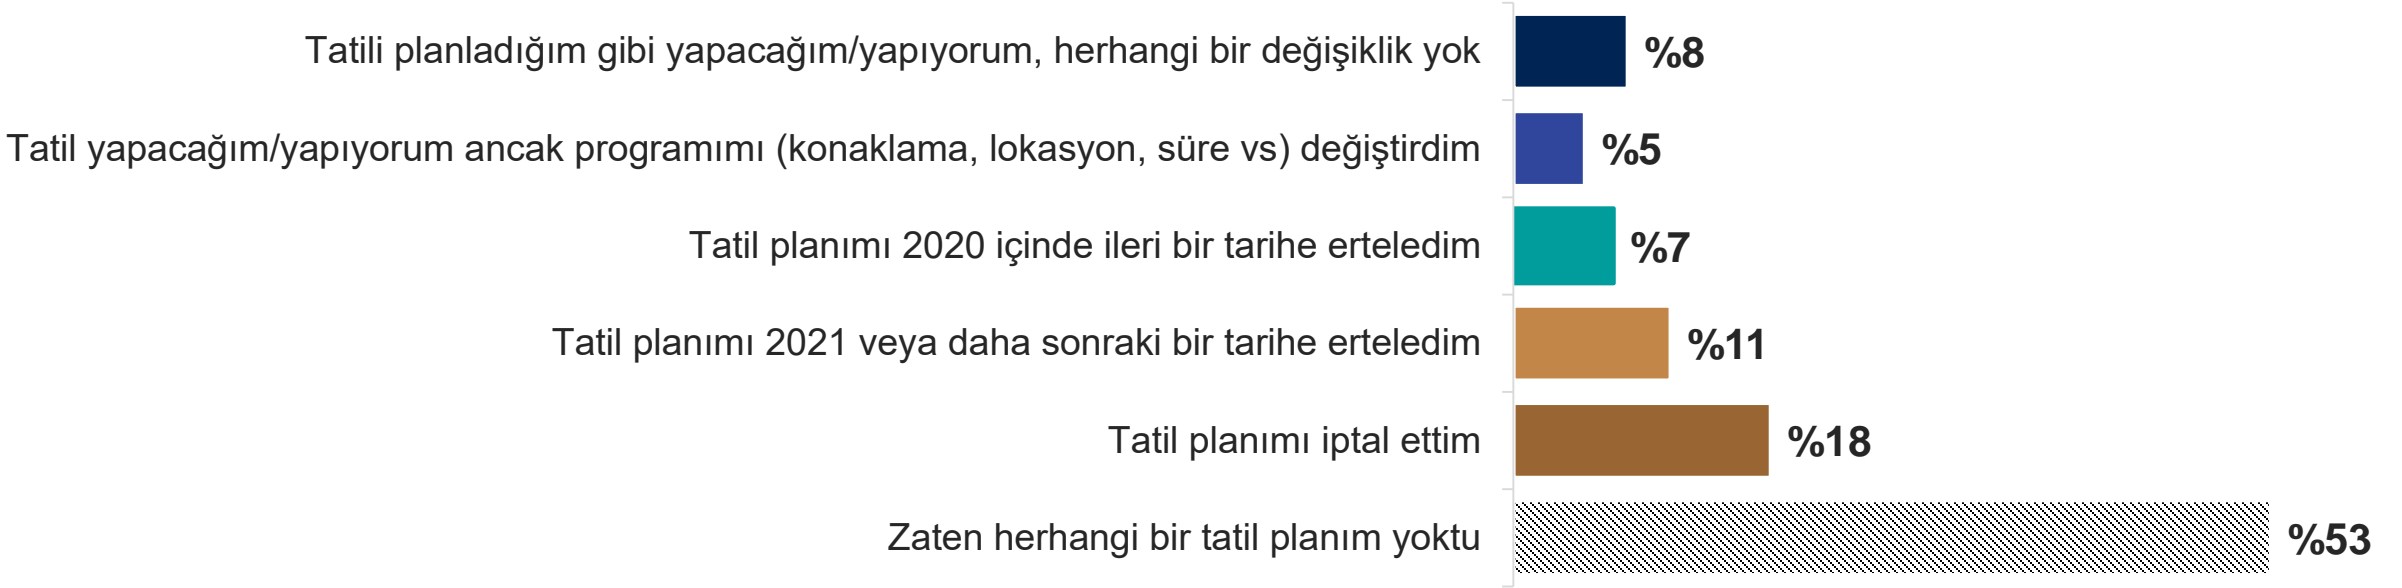 Tatili planladığım gibi yapacağım/yapıyorum, herhangi bir değişiklik yok %8
Tatil yapacağım/yapıyorum ancak programımı (konaklama, lokasyon, süre vs) değiştirdim %5
Tatil planımı 2020 içinde ileri bir tarihe erteledim %7
Tatil planımı 2021 veya daha sonraki bir tarihe erteledim %11
Tatil planımı iptal ettim %18
Zaten herhangi bir tatil planım yoktu %53